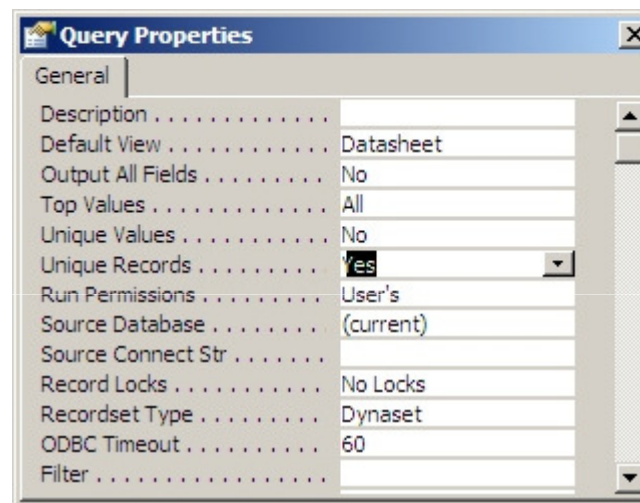 Query Properties
General
Description . . . . . . . . . . . . . .
Default View . . . . . . . . . . . . Datasheet
Output All Fields . . . . . . . . No
Top Values . . . . . . . . . . . . . All
Unique Values . . . . . . . . . . . No
Unique Records . . . . . . . . . Yes
Run Permissions . . . . . . . . . User's
Source Database . . . . . . . . (current)
Source Connect Str . . . . . . .
Record Locks . . . . . . . . . . . No Locks
Recordset Type . . . . . . . . . Dynaset
ODBC Timeout . . . . . . . . . . 60
Filter . . . . . . . . . . . . . . . . . .